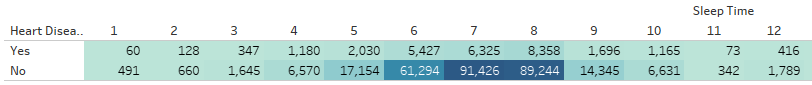 Sleep Time
Heart Disea.. 1 2 3 4 5 6 7 8 9 10 11 12
Yes 60 128 347 1,180 2,030 5,427 6,325 8,358 1,696 1,165 73 416
No 491 660 1,645 6,570 17,154 61,294 91,426 89,244 14,345 6,631 342 1,789